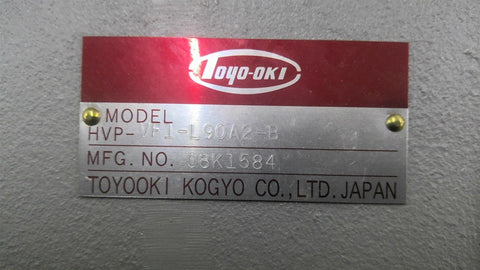 TOYO-OKI
MODEL
HVP-VF1-L90A2-B
MFG. NO. 08K1584
TOYOOKI KOGYO CO.,LTD. JAPAN